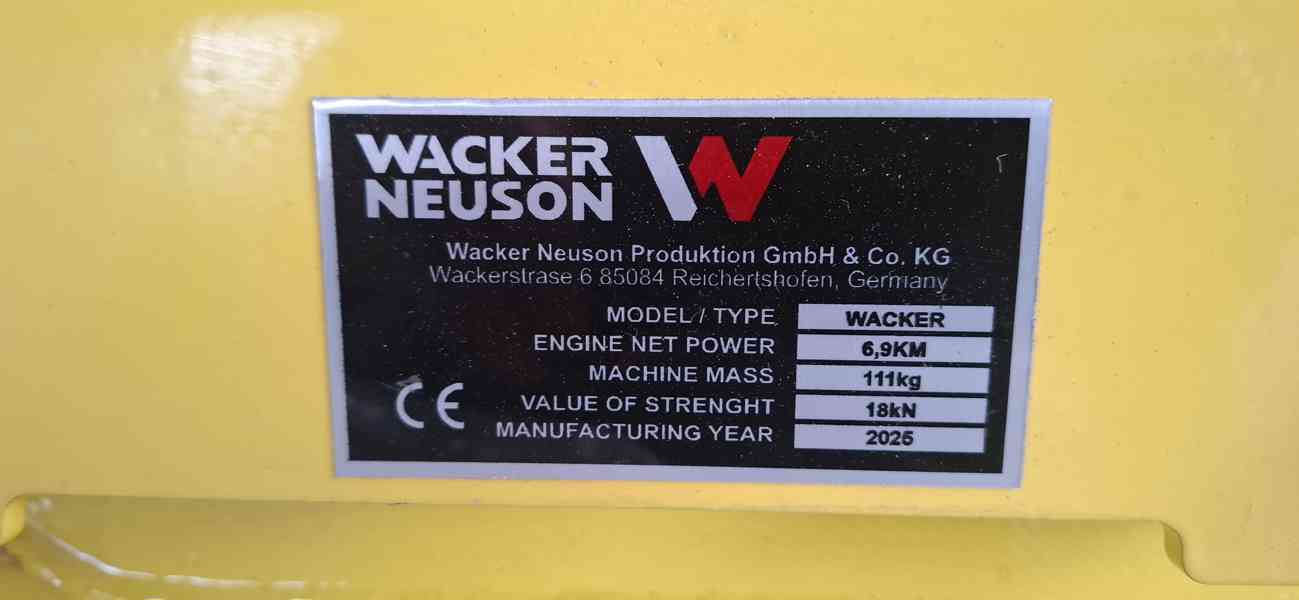 WACKER
NEUSON
Wacker Neuson Produktion GmbH & Co. KG
Wackerstrase 6 85084 Reichertshofen, Germany
MODEL / TYPE WACKER
ENGINE NET POWER 6,9KM
MACHINE MASS 111kg
VALUE OF STRENGHT 18kN
MANUFACTURING YEAR 2025
CE